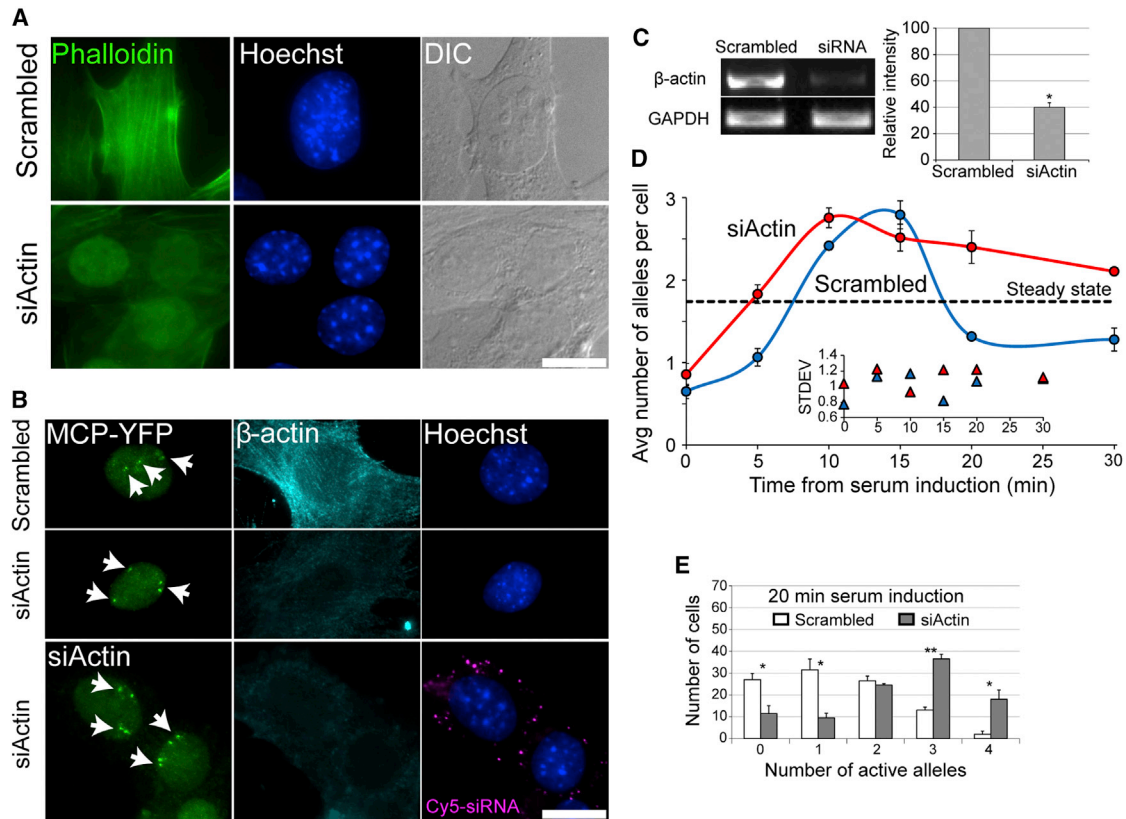 A
Phalloidin Hoechst DIC
Scrambled
siActin
B
MCP-YFP β-actin Hoechst
Scrambled
siActin
siActin
siActin
Cy5-siRNA
C
Scrambled siRNA
β-actin
GAPDH
Relative intensity
100
80
60
40
20
0
*
Scrambled siActin
D
Avg number of alleles per cell
3
2
1
0
siActin
Scrambled
Steady state
STDEV
1.4
1.2
1.0
0.8
0.6
0 5 10 15 20 25 30
0 5 10 15 20 25 30
Time from serum induction (min)
E
Number of cells
70
60
50
40
30
20
10
0
20 min serum induction
Scrambled siActin
* * ** *
0 1 2 3 4
Number of active alleles